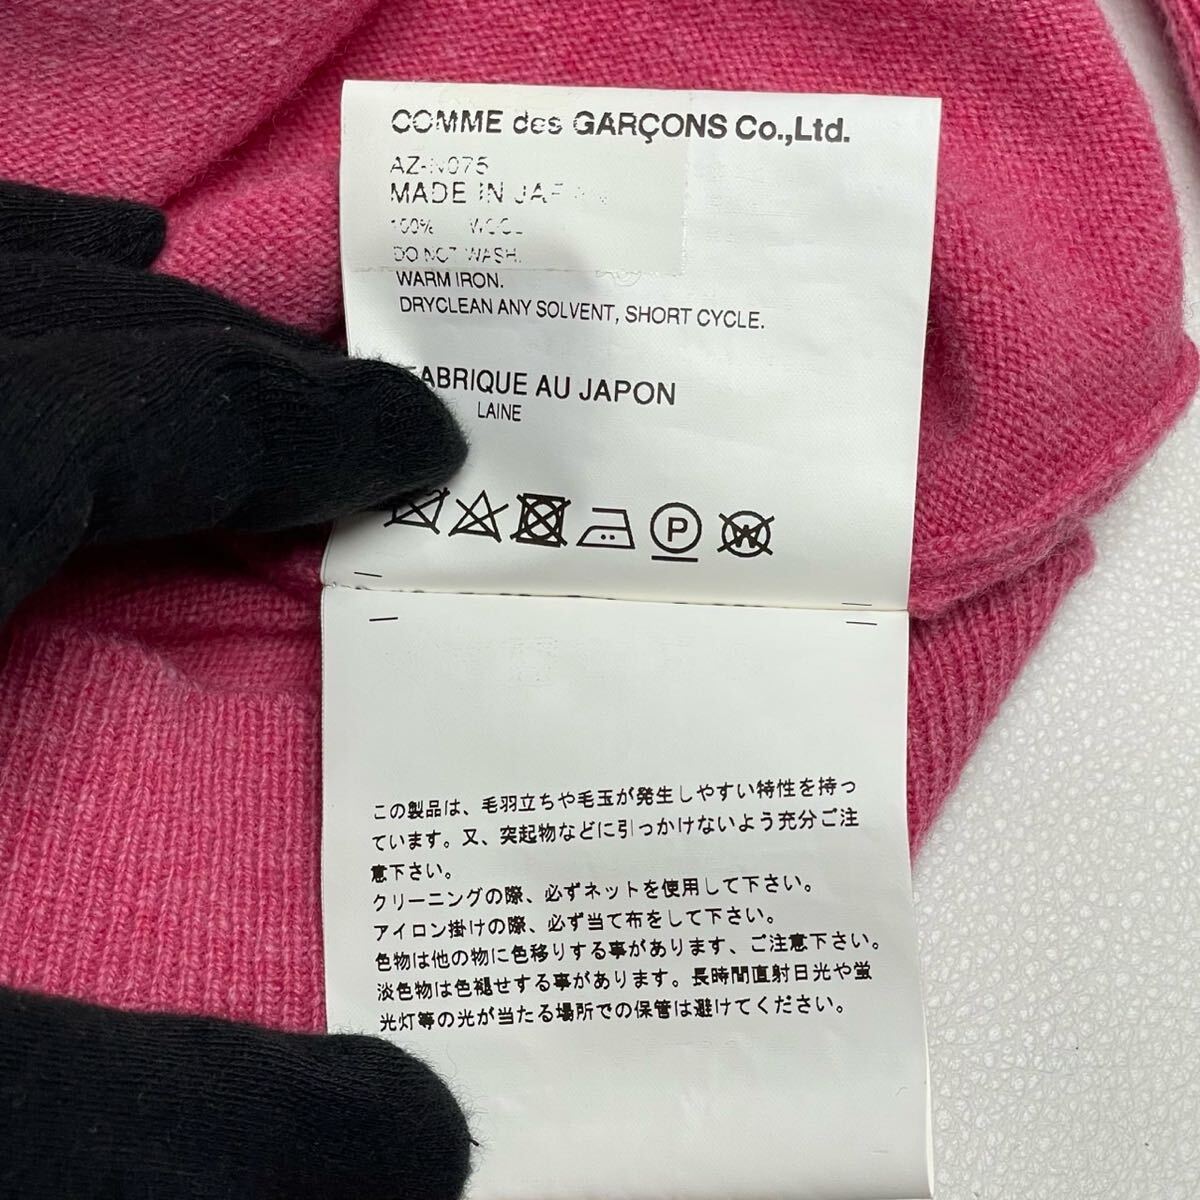 COMME des GARÇONS Co.,Ltd.
AZ-N075
MADE IN JAPAN
100% WOOL
DO NOT WASH.
WARM IRON.
DRYCLEAN ANY SOLVENT, SHORT CYCLE.
FABRIQUE AU JAPON
LAINE
P
W
この製品は、毛羽立ちや毛玉が発生しやすい特性を持っ
ています。又、突起物などに引っかけないよう充分ご注
意下さい。
クリーニングの際、必ずネットを使用して下さい。
アイロン掛けの際、必ず当て布をして下さい。
色物は他の物に色移りする事があります、ご注意下さい。
淡色物は色褪せする事があります。長時間直射日光や蛍
光灯等の光が当たる場所での保管は避けてください。